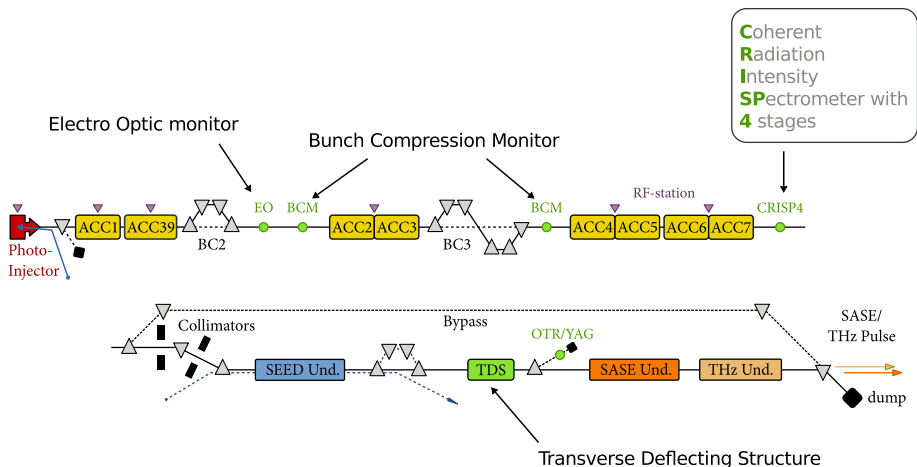 Coherent
Radiation
Intensity
SPectrometer with
4 stages
Electro Optic monitor
Bunch Compression Monitor
RF-station
EO
BCM
BCM
CRISP4
ACC1
ACC39
ACC2
ACC3
ACC4
ACC5
ACC6
ACC7
BC2
BC3
Photo-
Injector
Collimators
Bypass
SASE/
THz Pulse
OTR/YAG
SEED Und.
TDS
SASE Und.
THz Und.
dump
Transverse Deflecting Structure